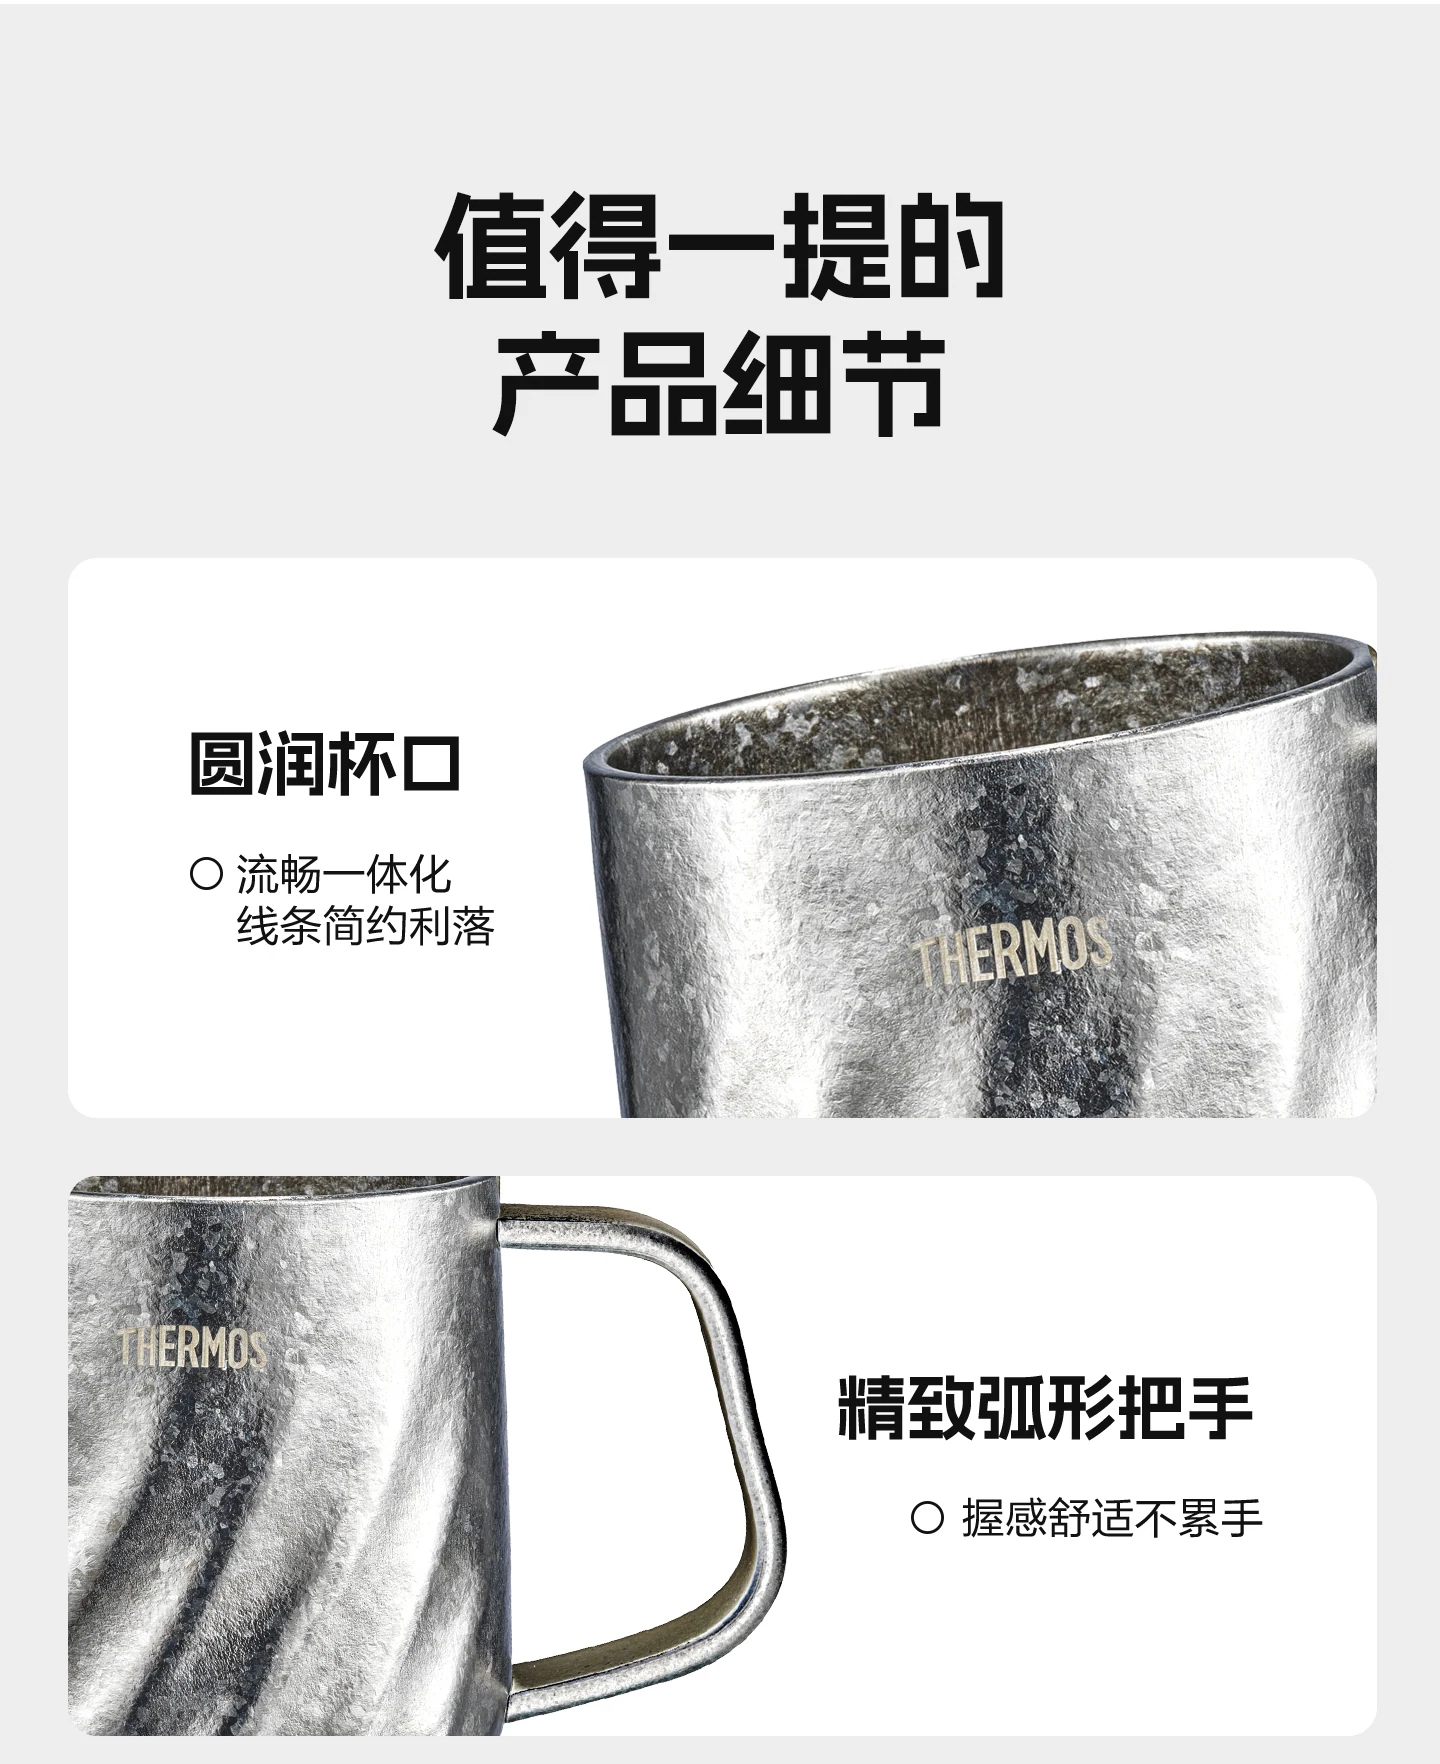 值得一提的
产品细节
圆润杯口
流畅一体化
线条简约利落
THERMOS
THERMOS
精致弧形把手
握感舒适不累手